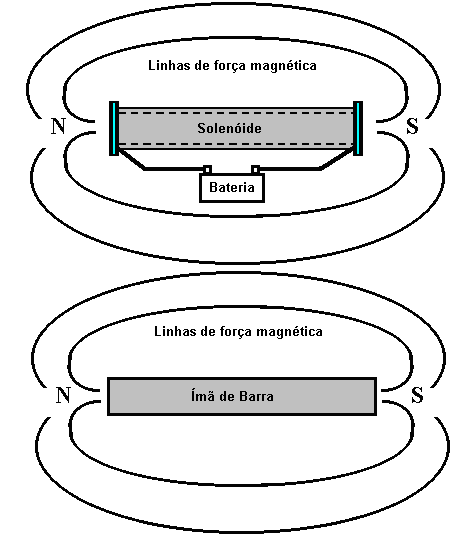 Linhas de força magnética
N
Solenóide
S
Bateria
Linhas de força magnética
N
Ímã de Barra
S